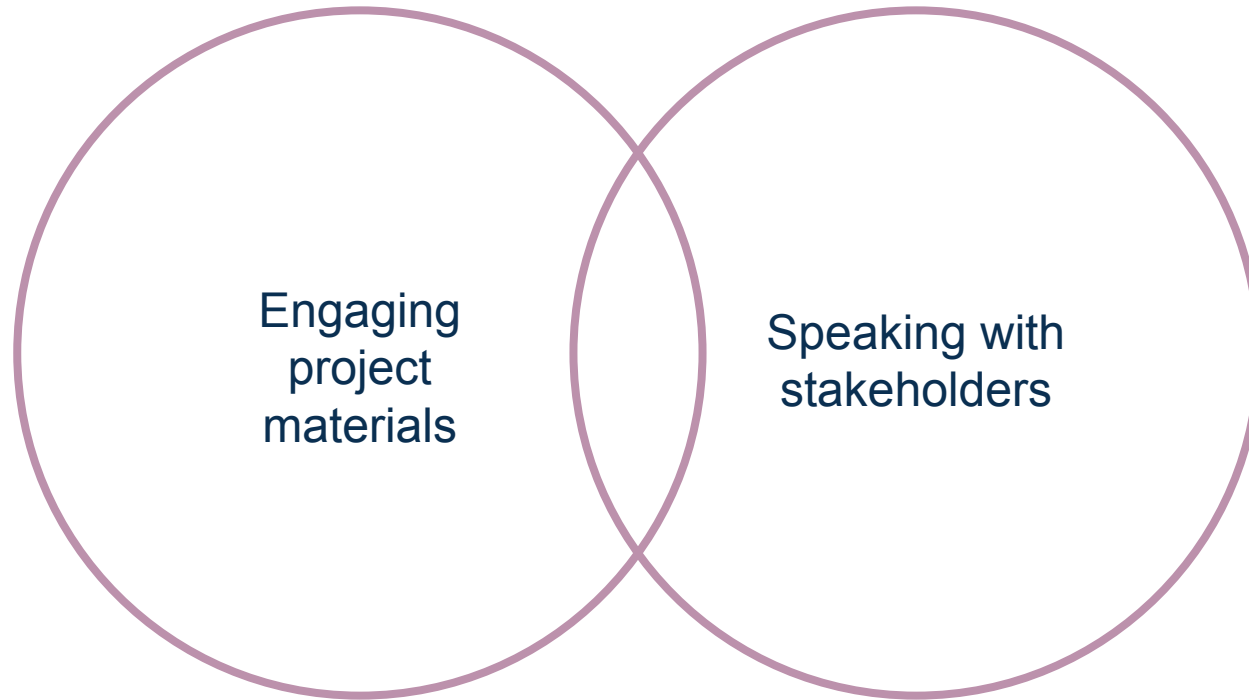 Engaging
project
materials
Speaking with
stakeholders